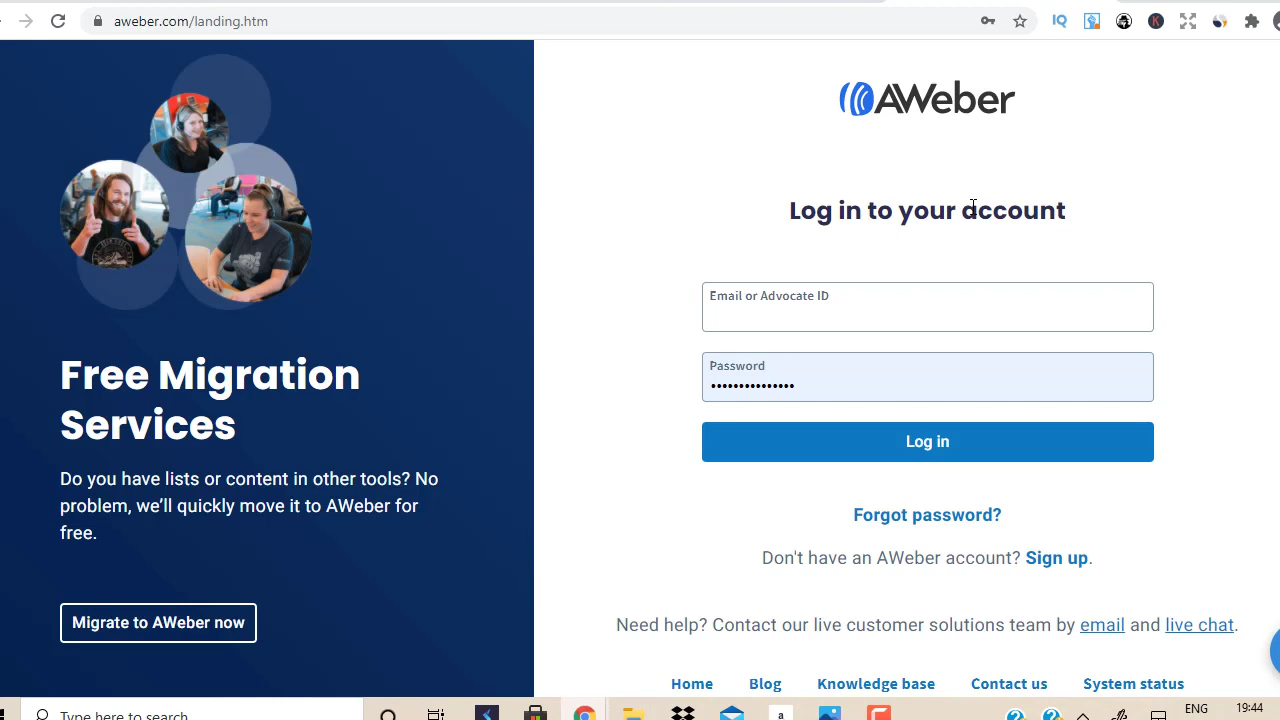 aweber.com/landing.htm
IQ
K
AWeber
Log in to your account
Email or Advocate ID
Password
•••••••••••••••
Log in
Forgot password?
Don't have an AWeber account? Sign up.
Need help? Contact our live customer solutions team by email and live chat.
Home Blog Knowledge base Contact us System status
Free Migration
Services
Do you have lists or content in other tools? No
problem, we'll quickly move it to AWeber for
free.
Migrate to AWeber now
Type here to search
a
ENG
19:44